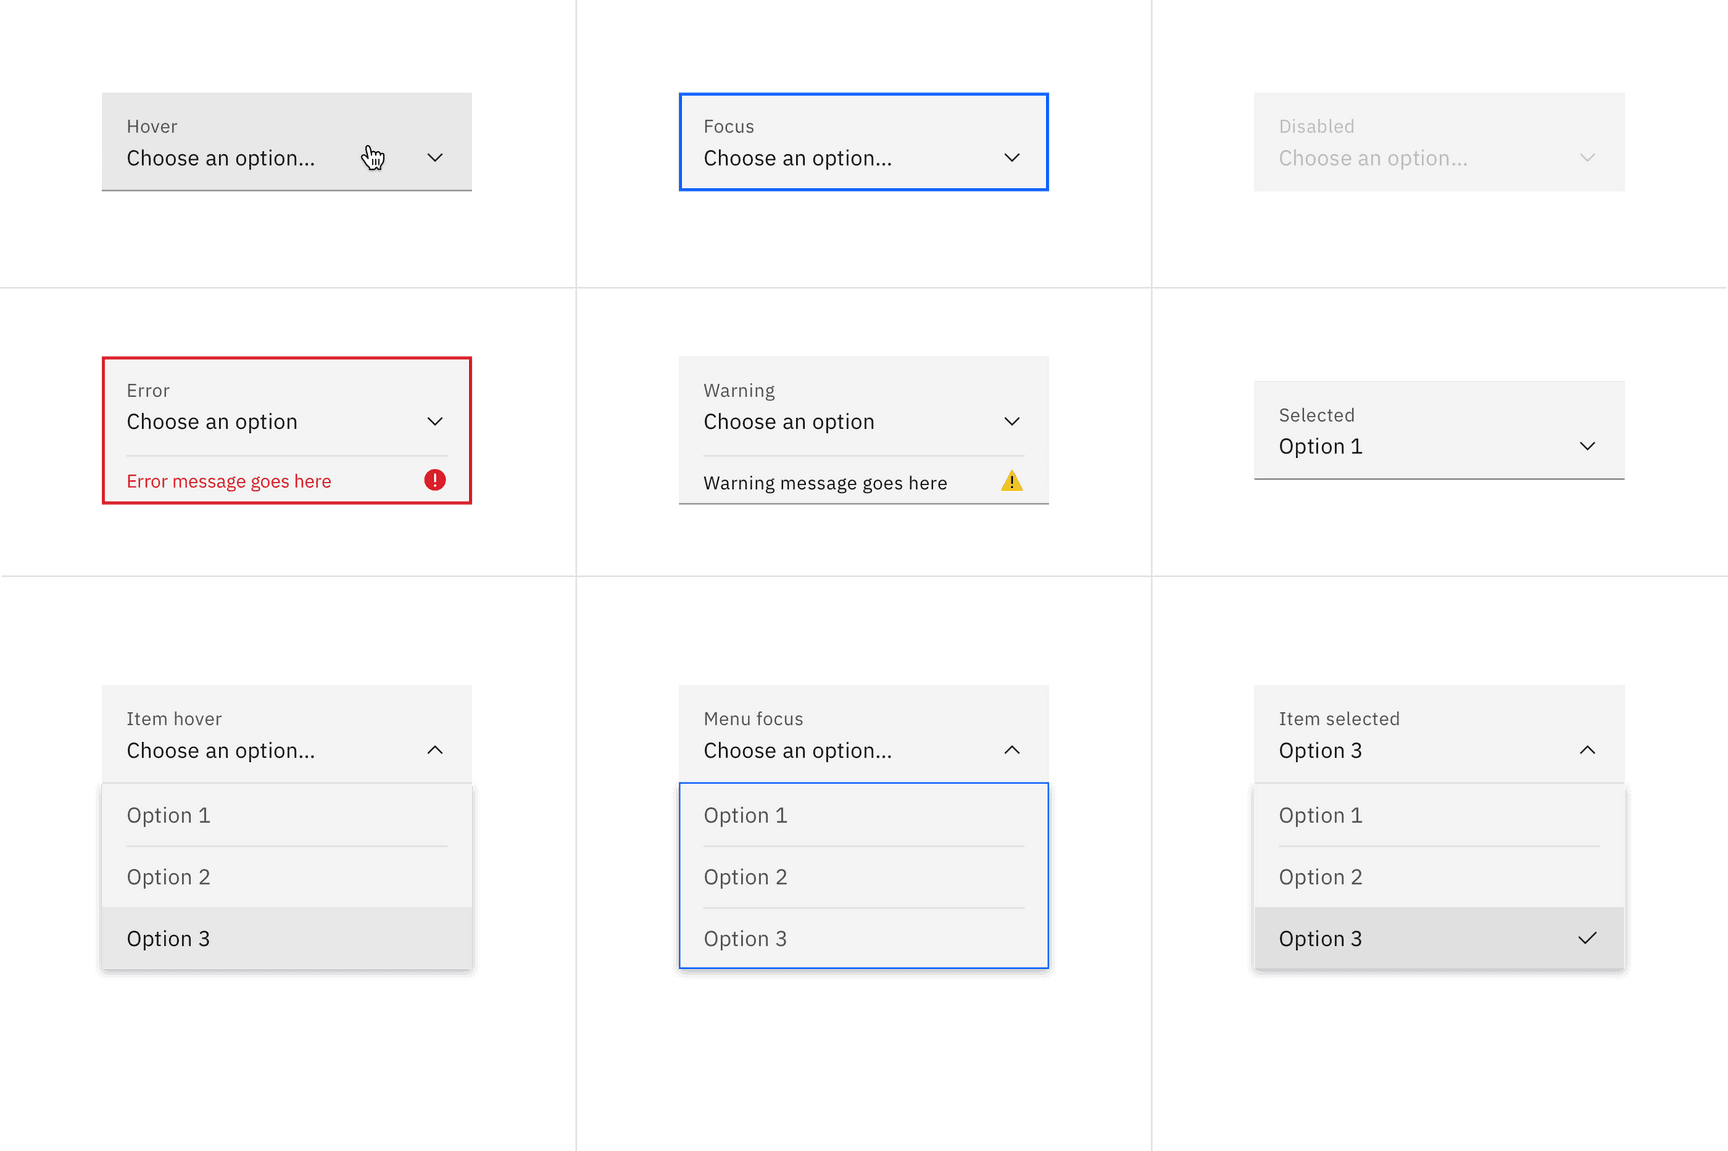 Hover
Choose an option...
Focus
Choose an option...
Disabled
Choose an option...
Error
Choose an option
Error message goes here
Warning
Choose an option
Warning message goes here
Selected
Option 1
Item hover
Choose an option...
Option 1
Option 2
Option 3
Menu focus
Choose an option...
Option 1
Option 2
Option 3
Item selected
Option 3
Option 1
Option 2
Option 3